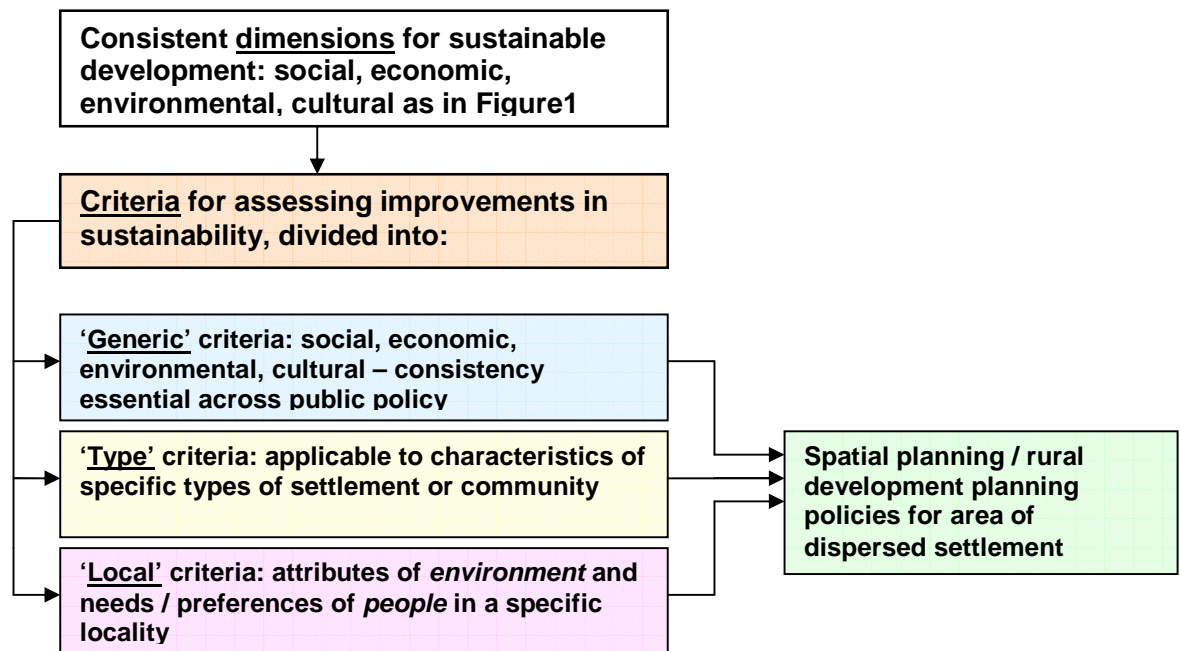 Consistent dimensions for sustainable
development: social, economic,
environmental, cultural as in Figure1
Criteria for assessing improvements in
sustainability, divided into:
‘Generic’ criteria: social, economic,
environmental, cultural – consistency
essential across public policy
‘Type’ criteria: applicable to characteristics of
specific types of settlement or community
‘Local’ criteria: attributes of environment and
needs / preferences of people in a specific
locality
Spatial planning / rural
development planning
policies for area of
dispersed settlement